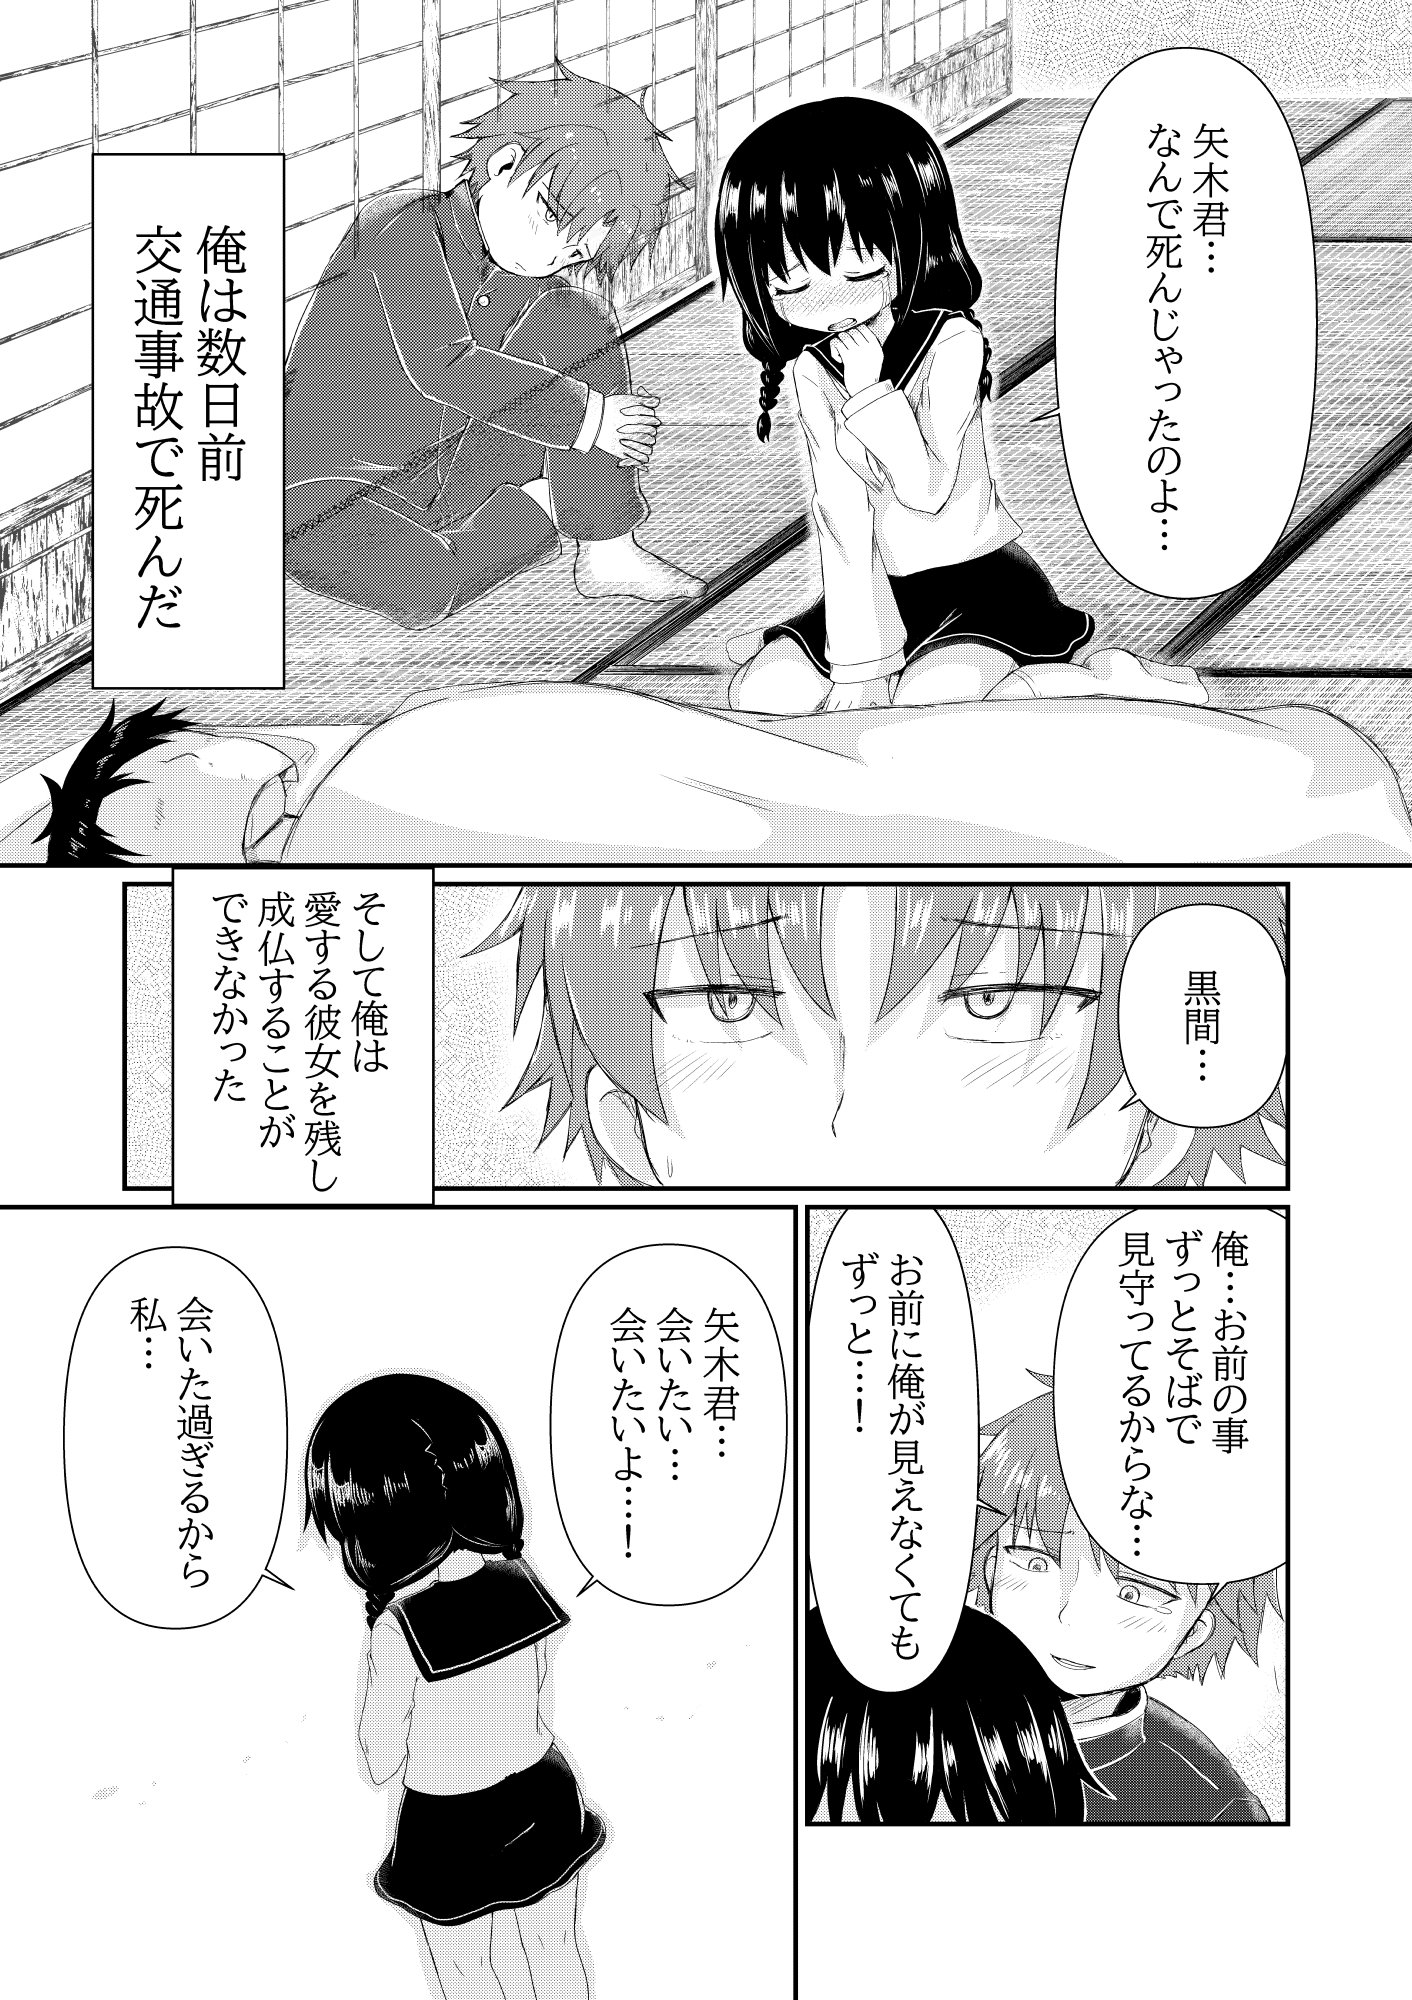 矢木君…
なんで死んじゃったのよ…
俺は数日前
交通事故で死んだ
黒間…
そして俺は
愛する彼女を残し
成仏することが
できなかった
俺…お前の事
ずっとそばで
見守ってるからな…
お前に俺が見えなくても
ずっと…！
矢木君…
会いたい…
会いたいよ…！
会いた過ぎるから
私…